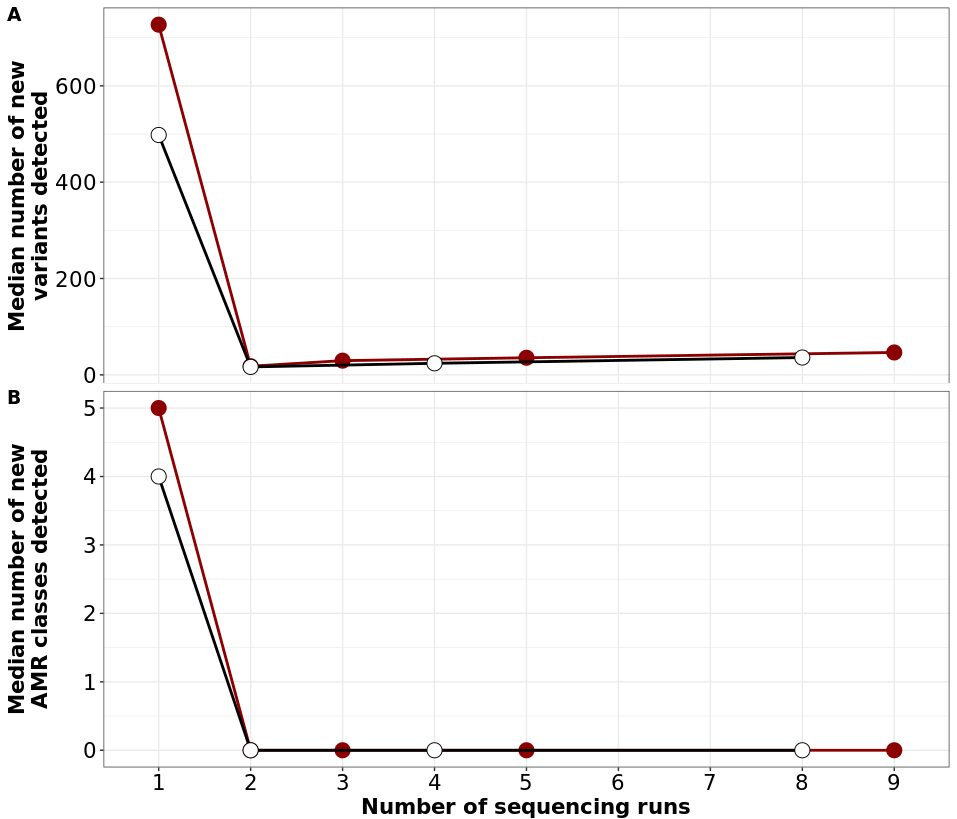 A
Median number of new
variants detected
600
400
200
0
B
Median number of new
AMR classes detected
5
4
3
2
1
0
1 2 3 4 5 6 7 8 9
Number of sequencing runs